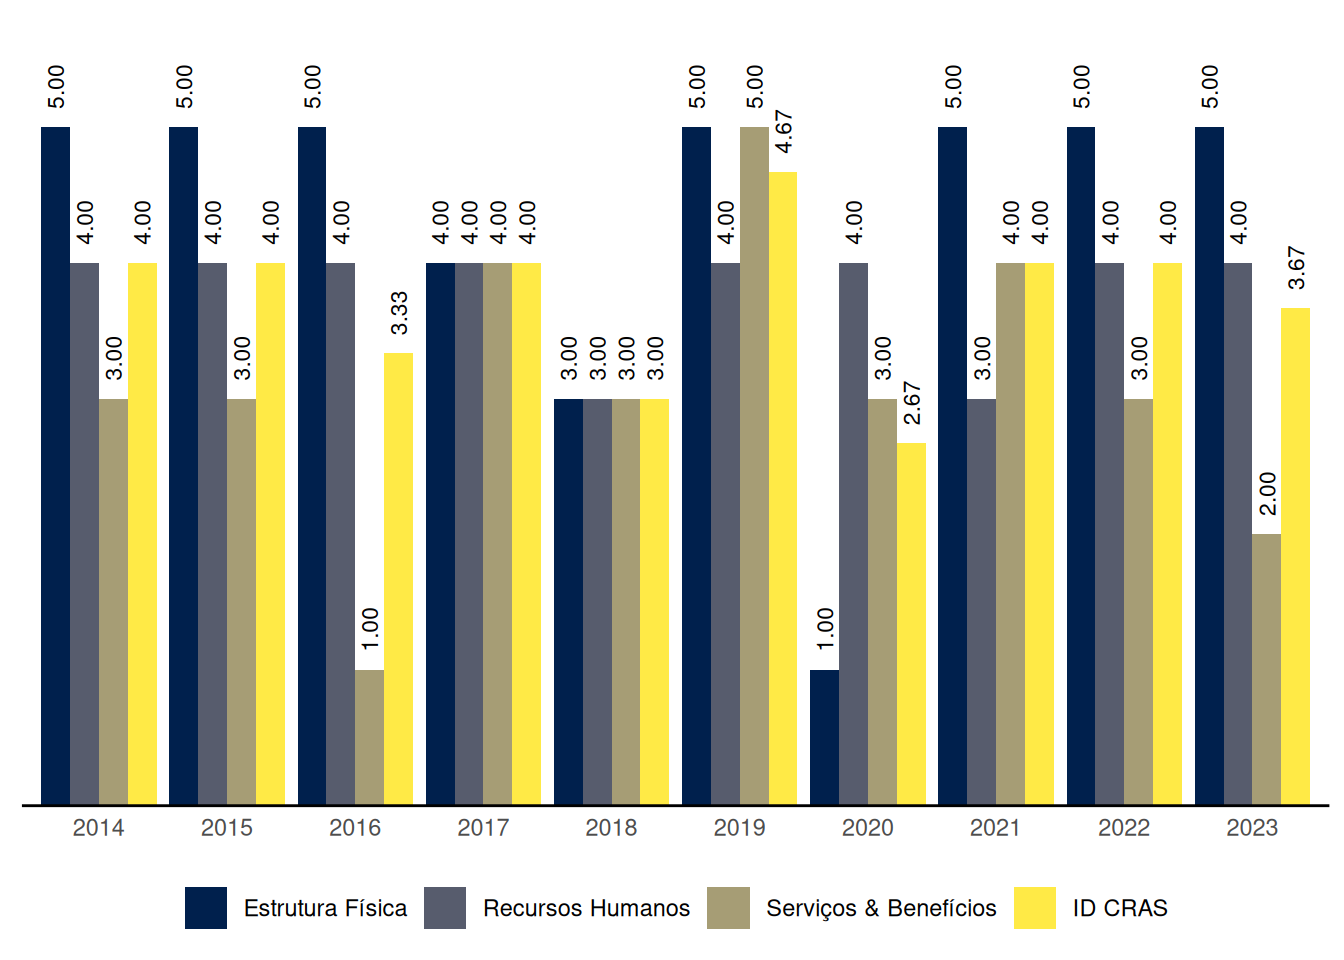 5.00 4.00 3.00 4.00
5.00 4.00 3.00 4.00
5.00 4.00 1.00 3.33
4.00 4.00 4.00 4.00
3.00 3.00 3.00 3.00
5.00 4.00 5.00 4.67
1.00 4.00 3.00 2.67
5.00 3.00 4.00 4.00
5.00 4.00 3.00 4.00
5.00 4.00 2.00 3.67
2014 2015 2016 2017 2018 2019 2020 2021 2022 2023
Estrutura Física Recursos Humanos Serviços & Benefícios ID CRAS